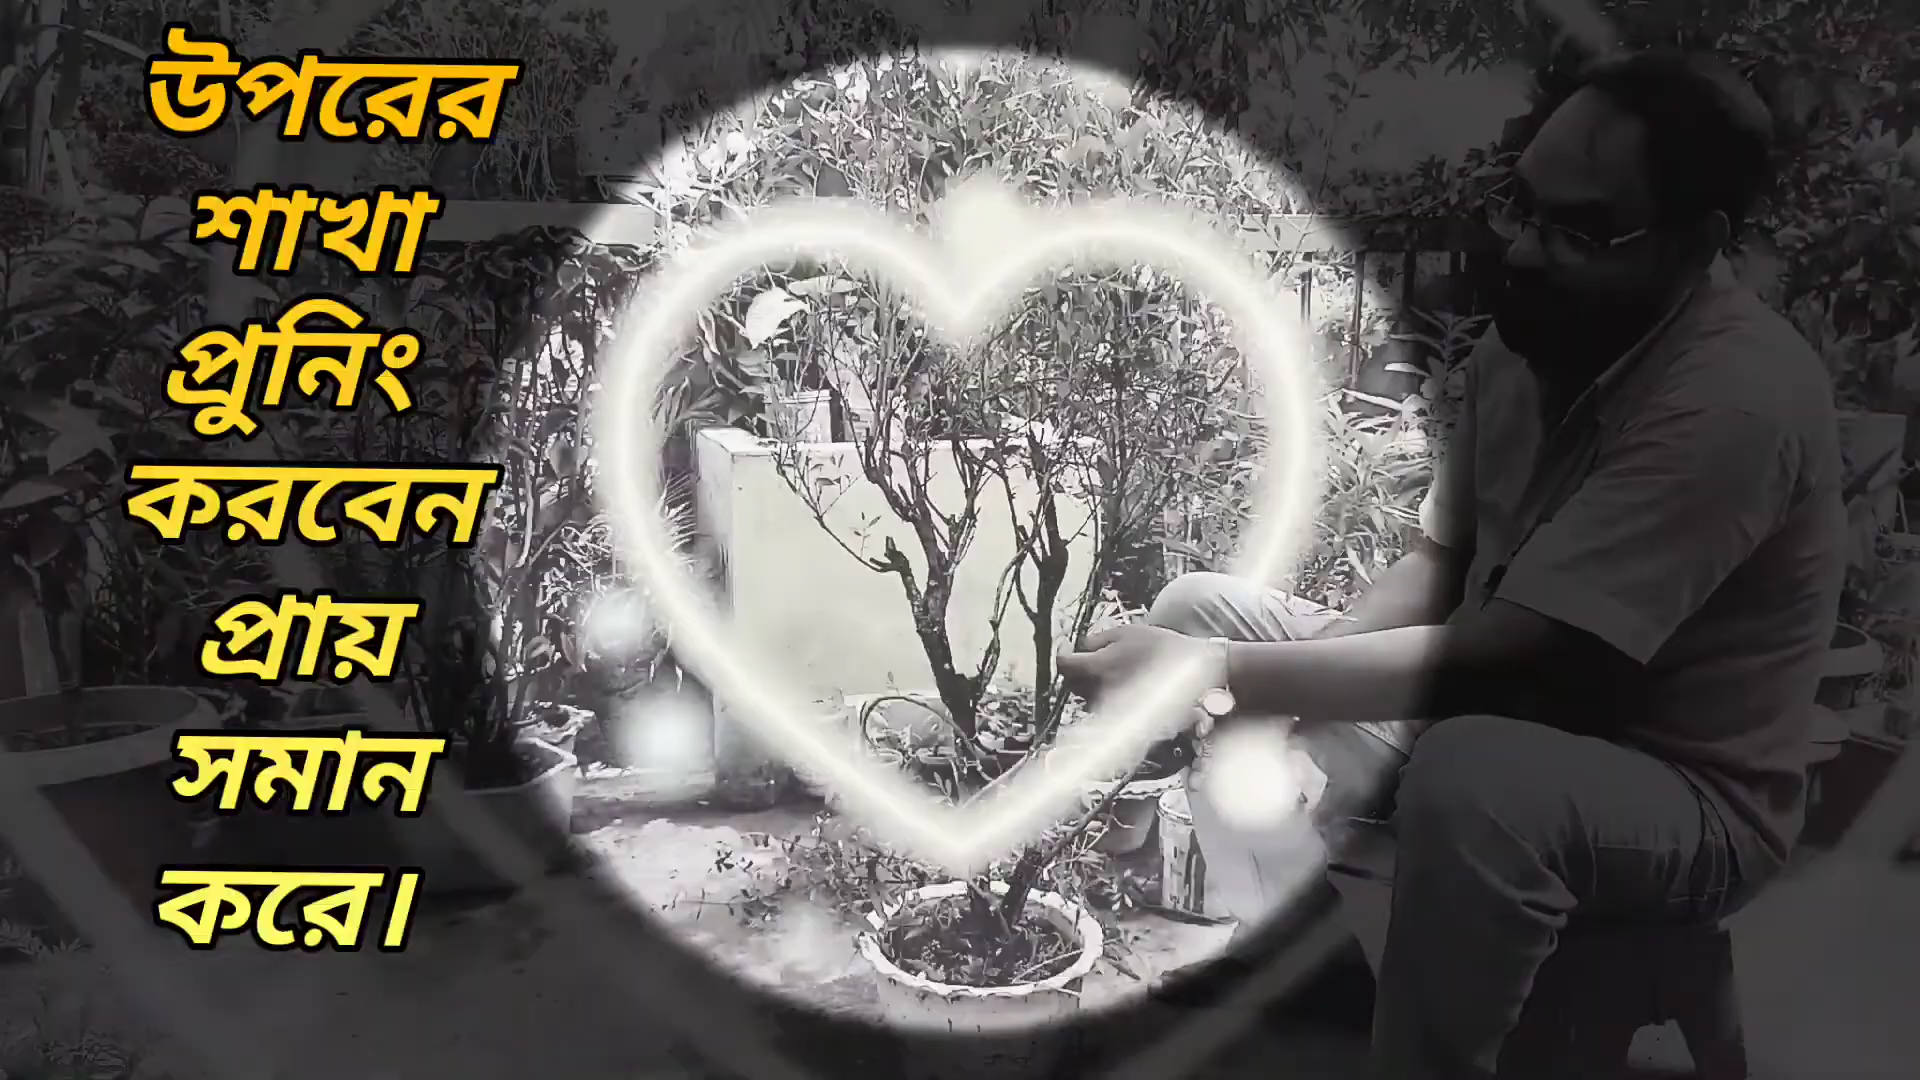 উপরের
শাখা
প্রুনিং
করবেন
প্রায়
সমান
করে।